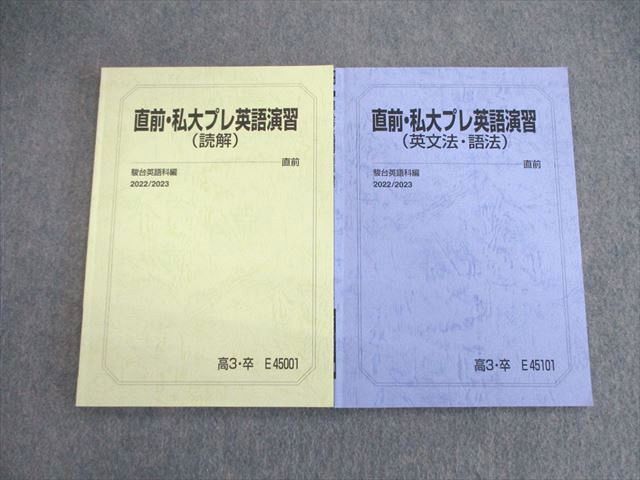 直前・私大プレ英語演習
(読解)
直前
駿台英語科編
2022/2023
高3・卒 E45001
直前・私大プレ英語演習
(英文法・語法)
直前
駿台英語科編
2022/2023
高3・卒 E45101